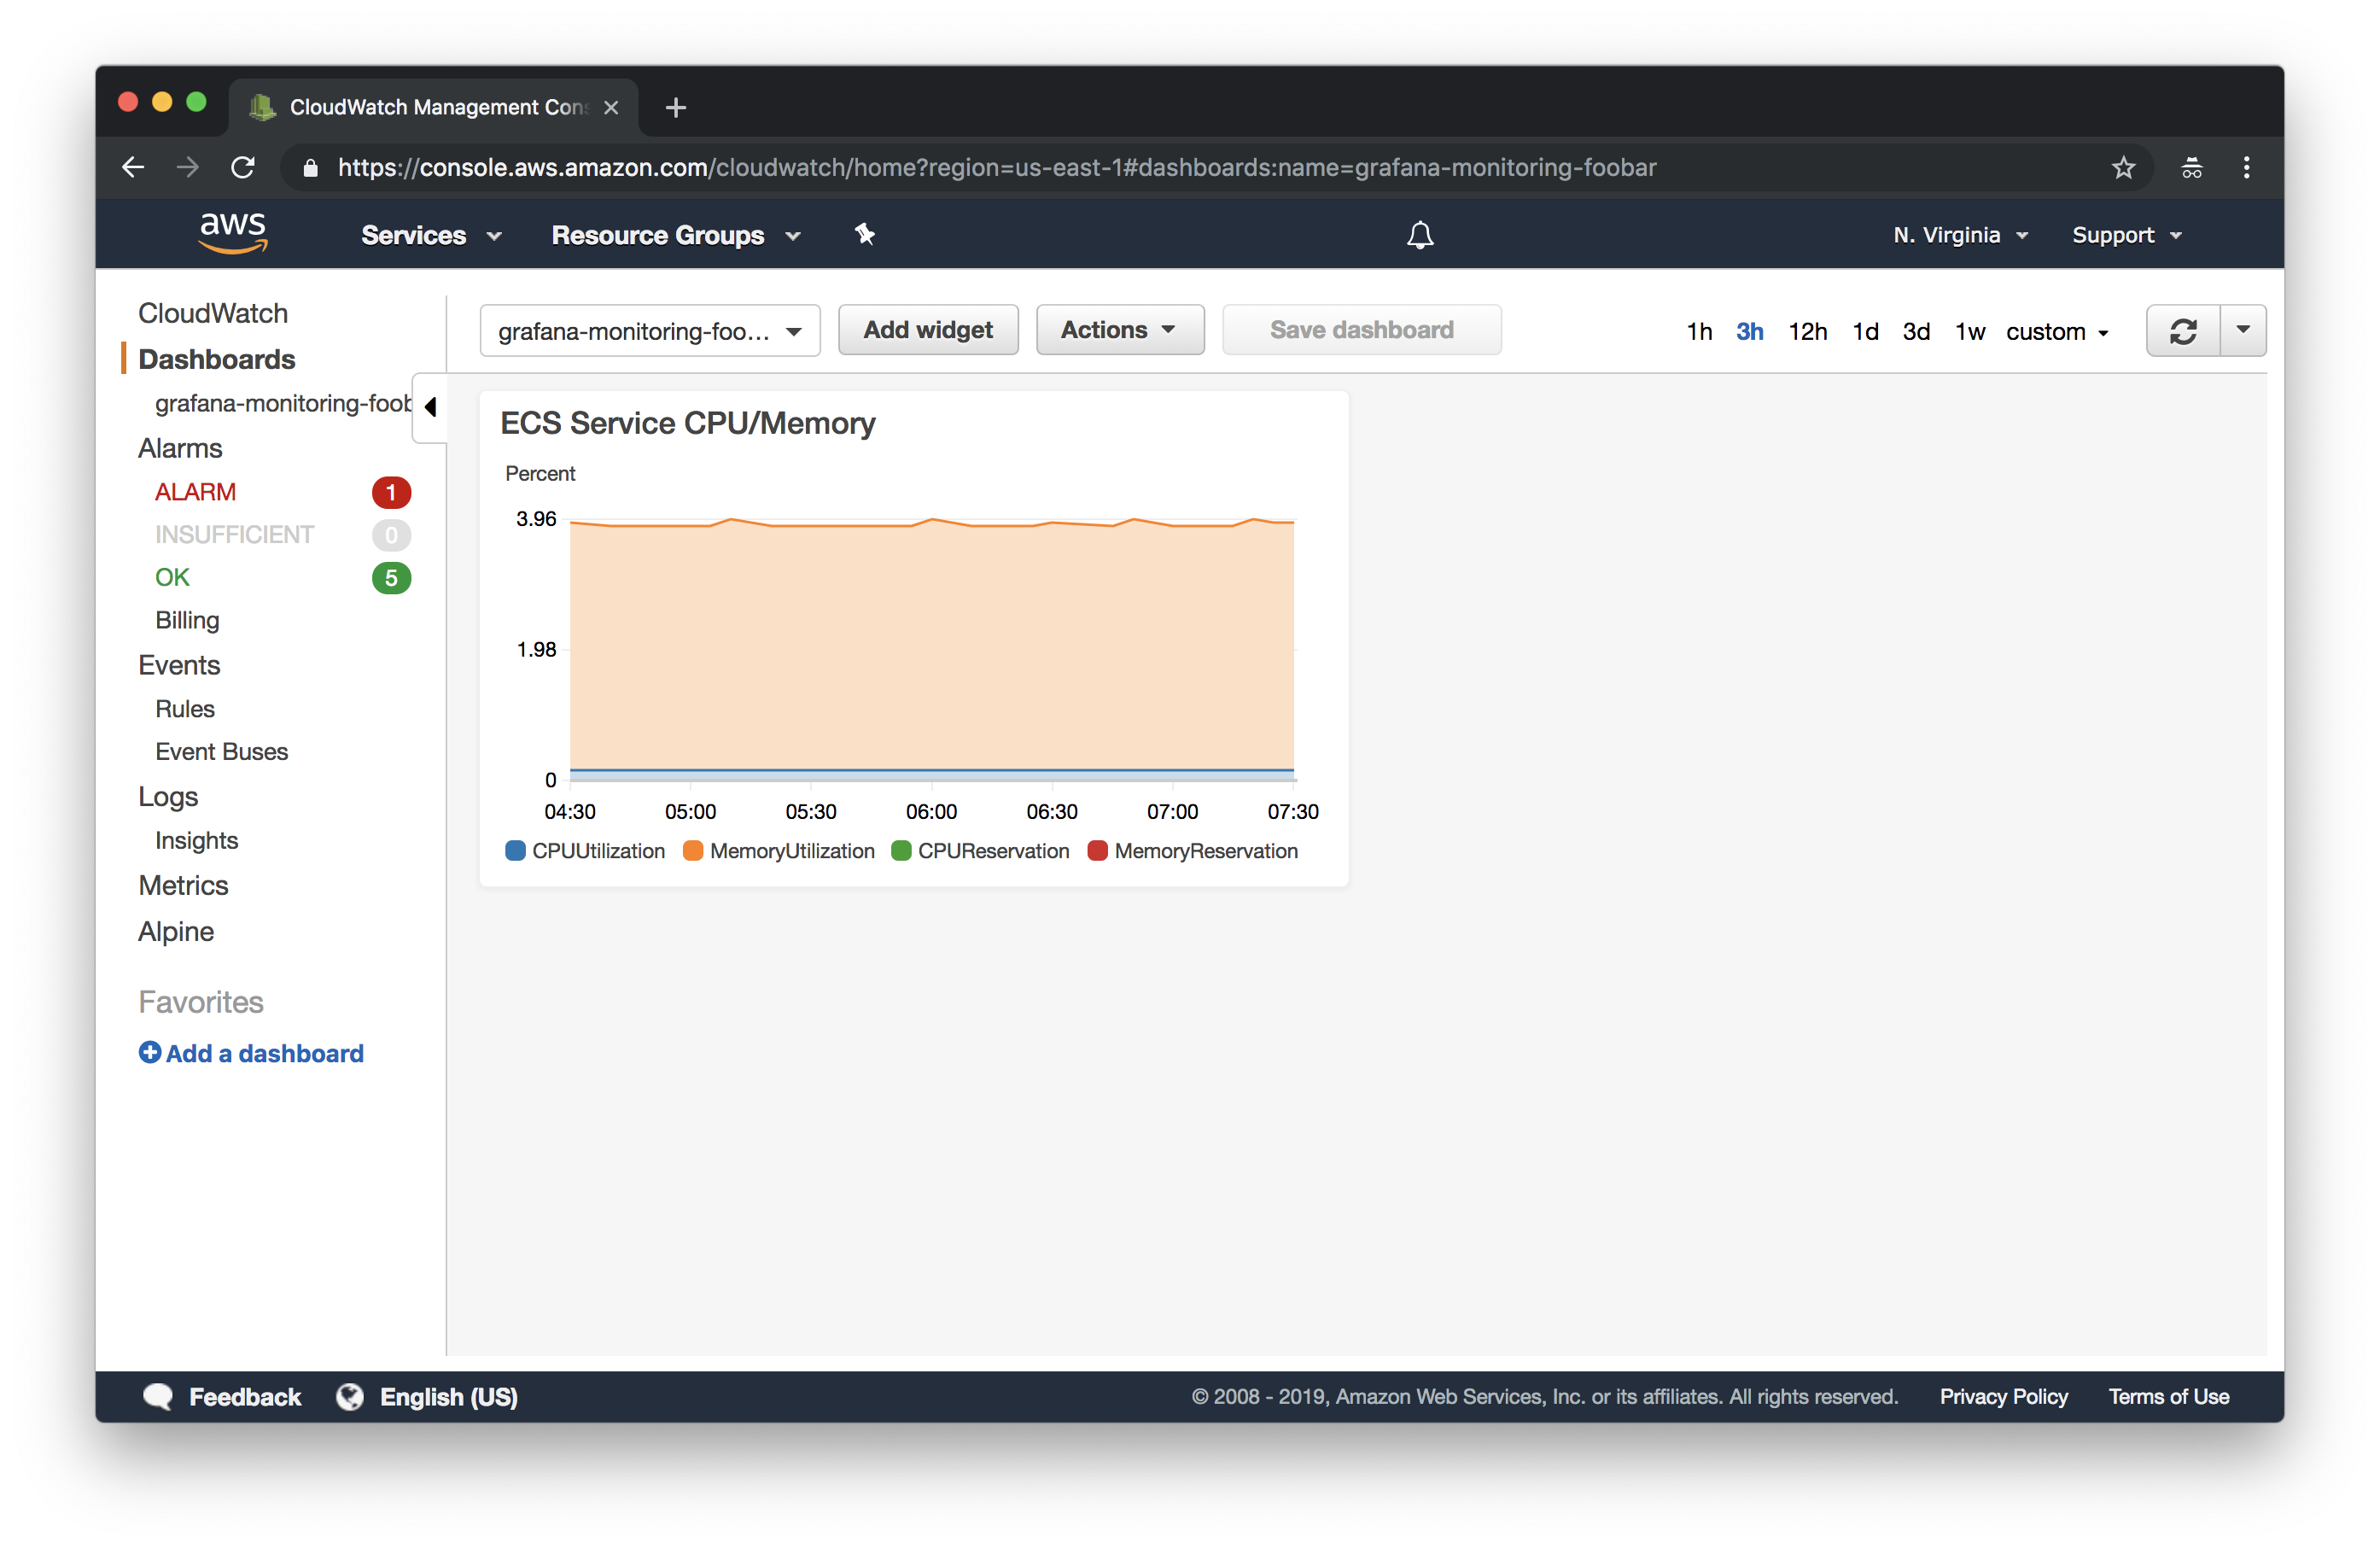 CloudWatch Management Con
https://console.aws.amazon.com/cloudwatch/home?region=us-east-1#dashboards:name=grafana-monitoring-foobar
aws Services Resource Groups N. Virginia Support
CloudWatch
Dashboards
grafana-monitoring-foob
Alarms
ALARM 1
INSUFFICIENT 0
OK 5
Billing
Events
Rules
Event Buses
Logs
Insights
Metrics
Alpine
Favorites
Add a dashboard
grafana-monitoring-foo... Add widget Actions Save dashboard 1h 3h 12h 1d 3d 1w custom
ECS Service CPU/Memory
Percent
3.96
1.98
0
04:30 05:00 05:30 06:00 06:30 07:00 07:30
CPUUtilization MemoryUtilization CPUReservation MemoryReservation
Feedback English (US) © 2008 - 2019, Amazon Web Services, Inc. or its affiliates. All rights reserved. Privacy Policy Terms of Use